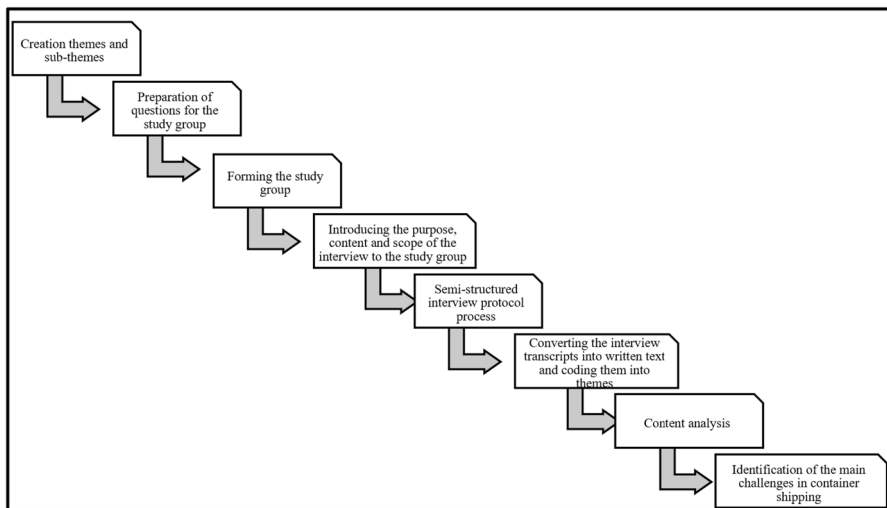 Creation themes and
sub-themes
Preparation of
questions for the
study group
Forming the study
group
Introducing the purpose,
content and scope of the
interview to the study group
Semi-structured
interview protocol
process
Converting the interview
transcripts into written text
and coding them into
themes
Content analysis
Identification of the main
challenges in container
shipping